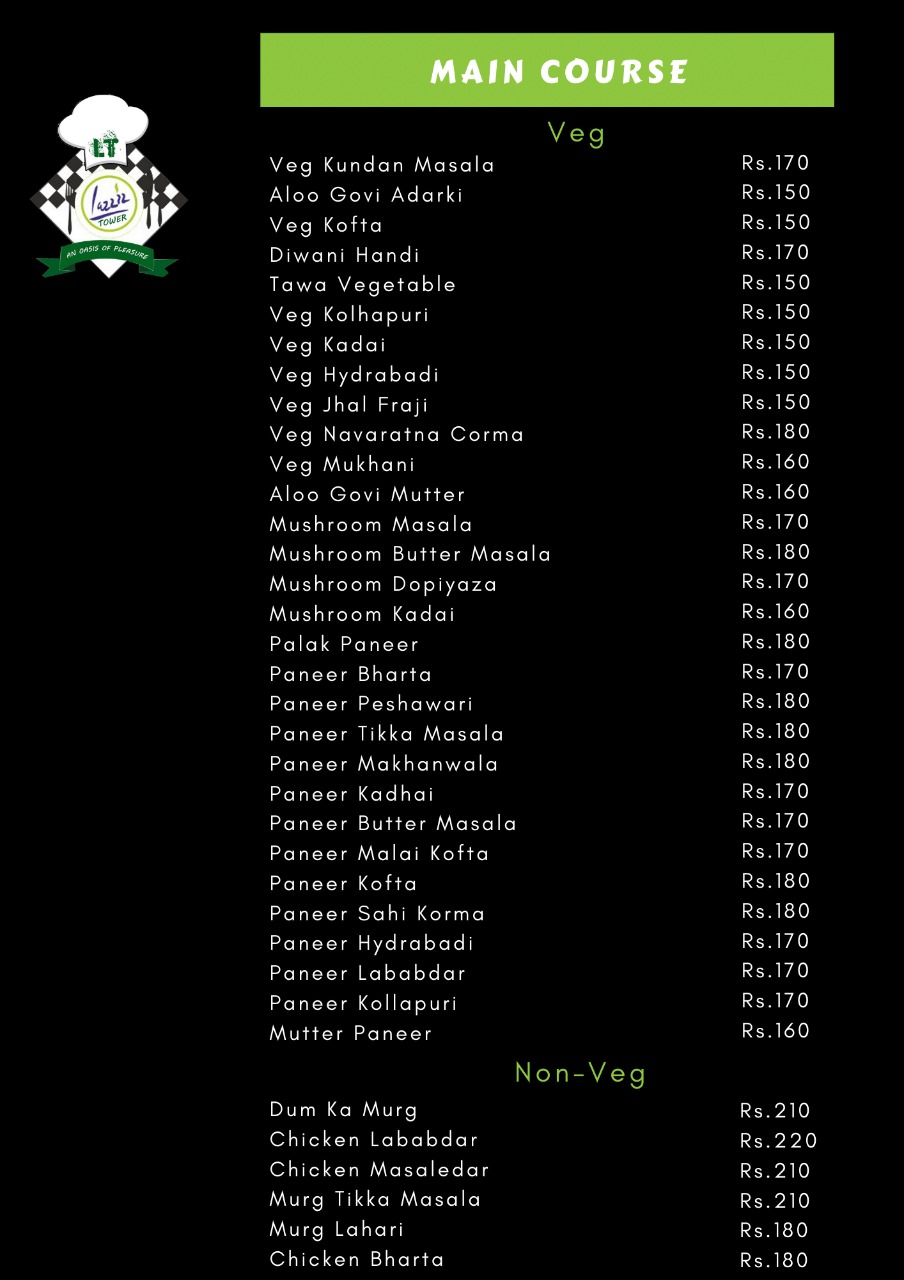 MAIN COURSE
LT
Lazziz
TOWER
AN OASIS OF PLEASURE
Veg
Veg Kundan Masala Rs.170
Aloo Govi Adarki Rs.150
Veg Kofta Rs.150
Diwani Handi Rs.170
Tawa Vegetable Rs.150
Veg Kolhapuri Rs.150
Veg Kadai Rs.150
Veg Hydrabadi Rs.150
Veg Jhal Fraji Rs.150
Veg Navaratna Corma Rs.180
Veg Mukhani Rs.160
Aloo Govi Mutter Rs.160
Mushroom Masala Rs.170
Mushroom Butter Masala Rs.180
Mushroom Dopiyaza Rs.170
Mushroom Kadai Rs.160
Palak Paneer Rs.180
Paneer Bharta Rs.170
Paneer Peshawari Rs.180
Paneer Tikka Masala Rs.180
Paneer Makhanwala Rs.180
Paneer Kadhai Rs.170
Paneer Butter Masala Rs.170
Paneer Malai Kofta Rs.170
Paneer Kofta Rs.180
Paneer Sahi Korma Rs.180
Paneer Hydrabadi Rs.170
Paneer Lababdar Rs.170
Paneer Kollapuri Rs.170
Mutter Paneer Rs.160
Non-Veg
Dum Ka Murg Rs.210
Chicken Lababdar Rs.220
Chicken Masaledar Rs.210
Murg Tikka Masala Rs.210
Murg Lahari Rs.180
Chicken Bharta Rs.180